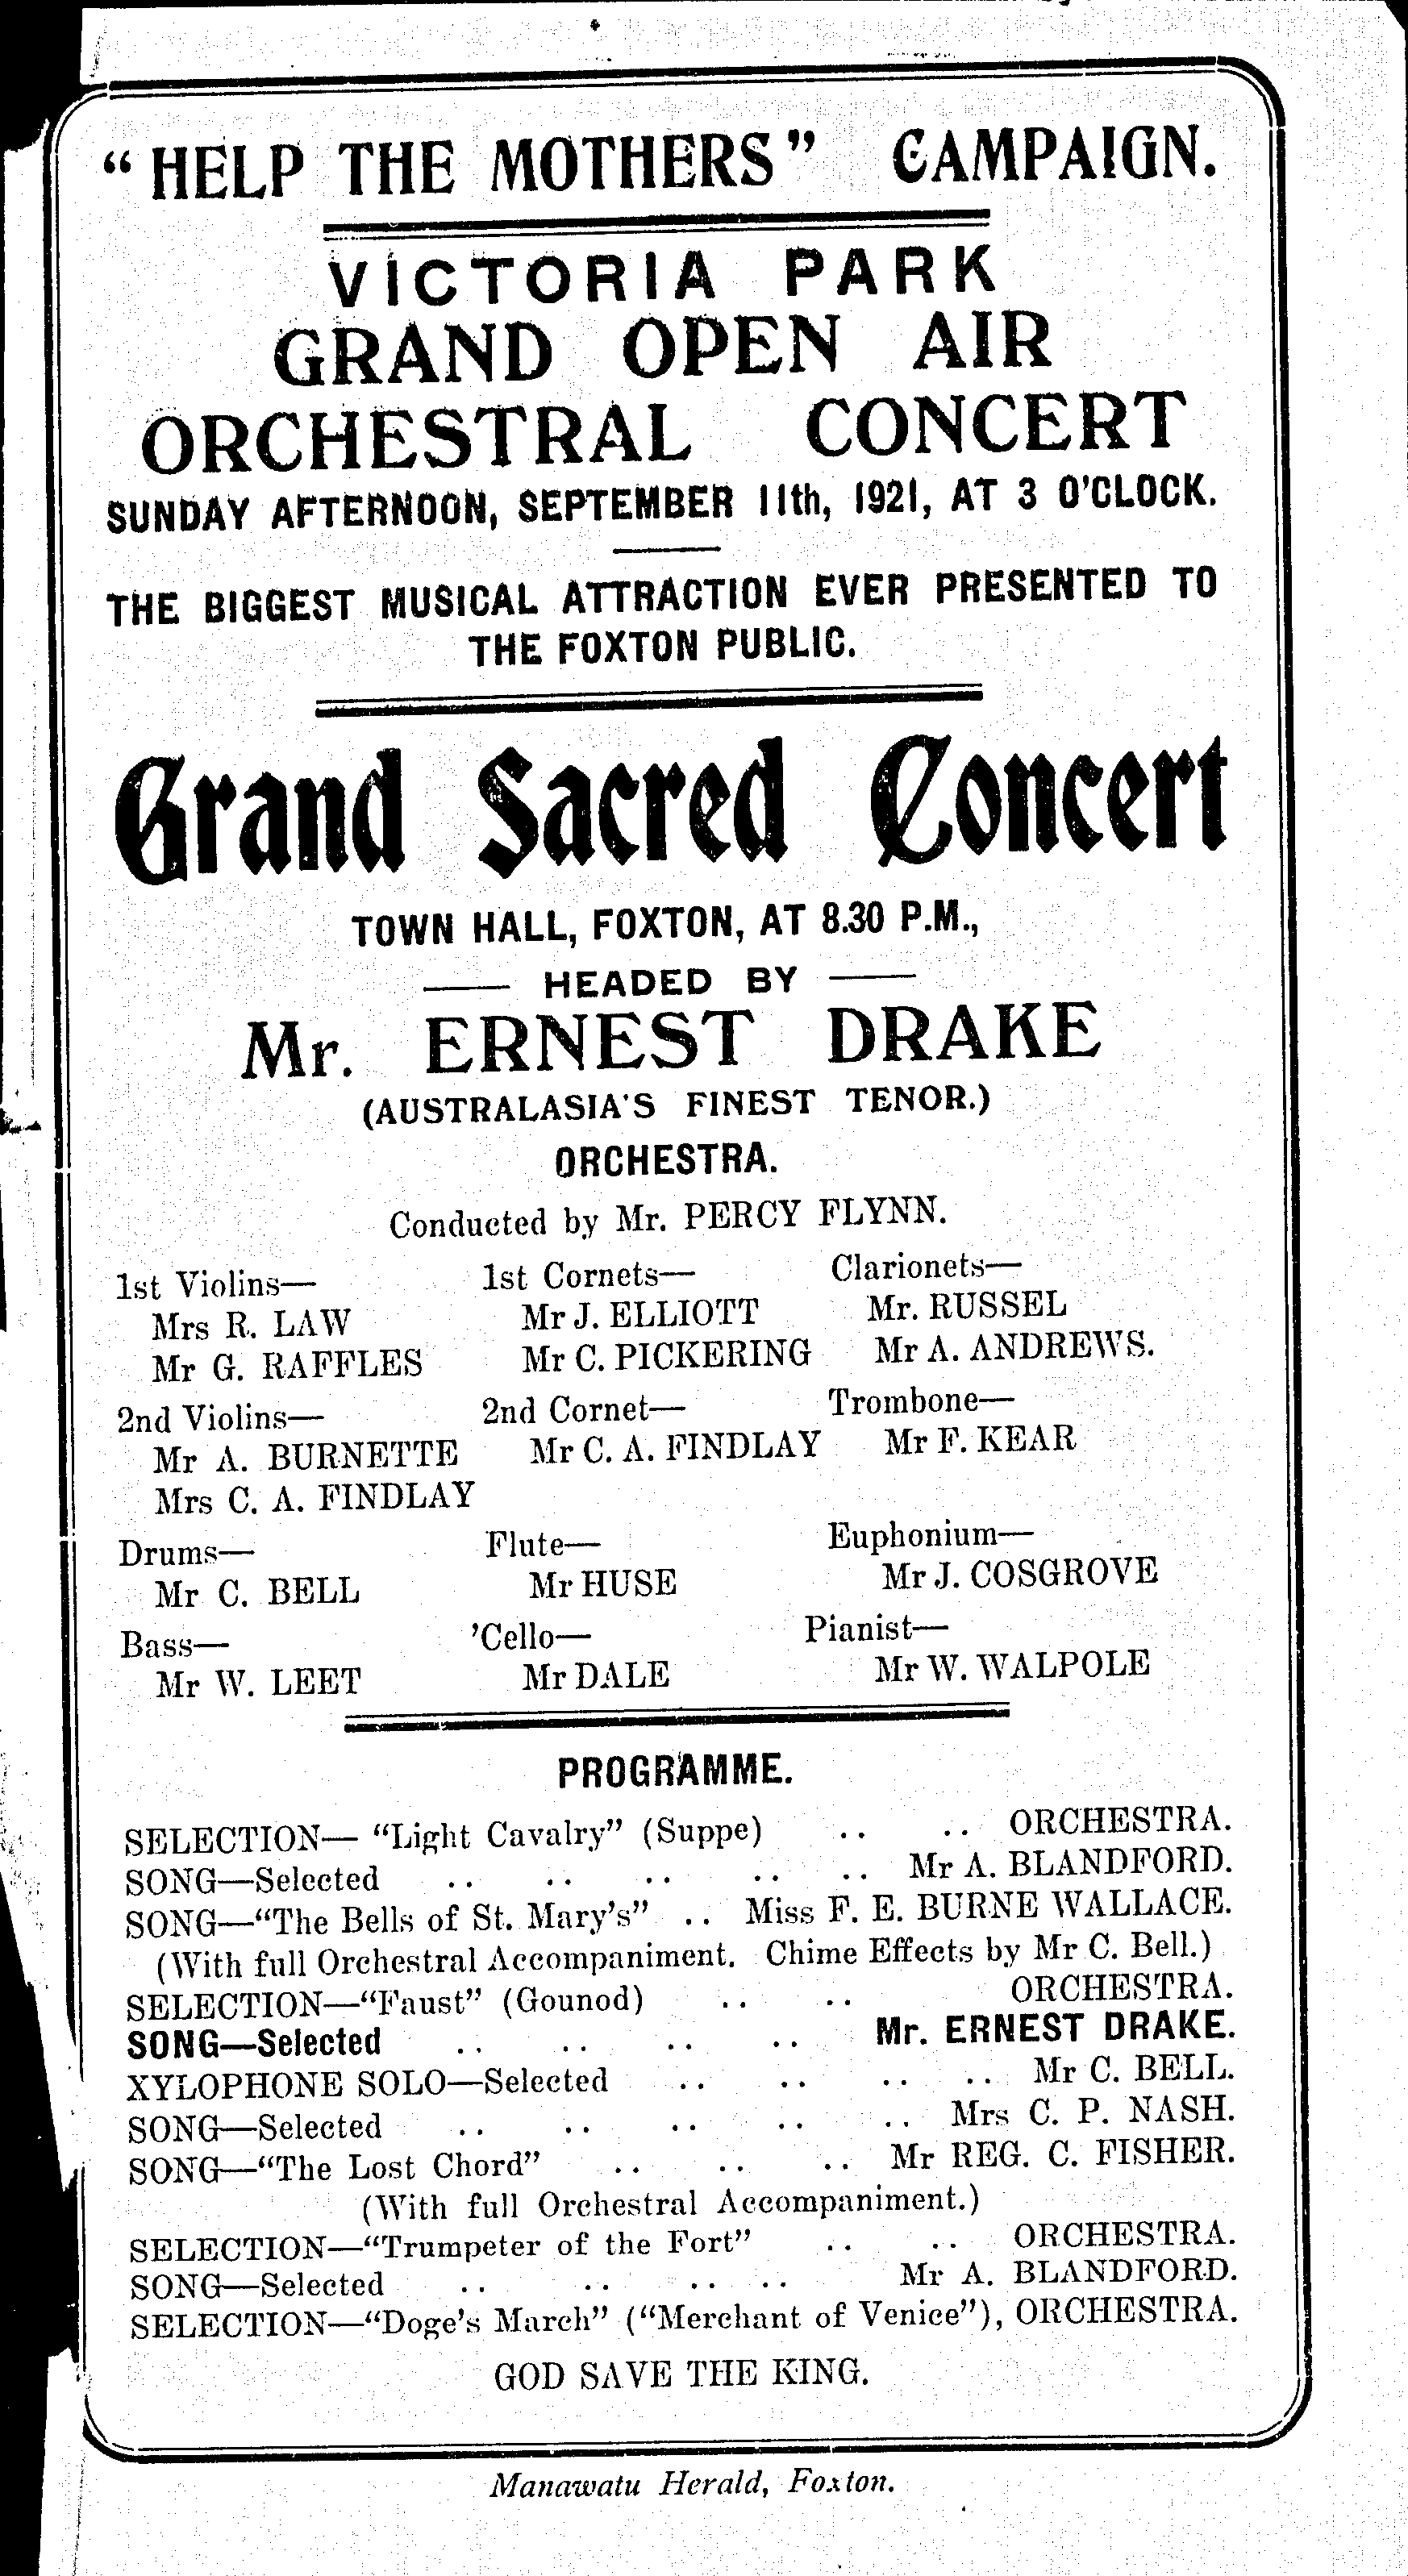 "HELP THE MOTHERS" CAMPAIGN.
VICTORIA PARK
GRAND OPEN AIR
ORCHESTRAL CONCERT
SUNDAY AFTERNOON, SEPTEMBER 11th, 1921, AT 3 O'CLOCK.
THE BIGGEST MUSICAL ATTRACTION EVER PRESENTED TO
THE FOXTON PUBLIC.
Grand Sacred Concert
TOWN HALL, FOXTON, AT 8.30 P.M.,
— HEADED BY —
Mr. ERNEST DRAKE
(AUSTRALASIA'S FINEST TENOR.)
ORCHESTRA.
Conducted by Mr. PERCY FLYNN.
1st Violins— 1st Cornets— Clarionets—
Mrs R. LAW Mr J. ELLIOTT Mr. RUSSEL
Mr G. RAFFLES Mr C. PICKERING Mr A. ANDREWS.
2nd Violins— 2nd Cornet— Trombone—
Mr A. BURNETTE Mr C. A. FINDLAY Mr F. KEAR
Mrs C. A. FINDLAY
Drums— Flute— Euphonium—
Mr C. BELL Mr HUSE Mr J. COSGROVE
Bass— 'Cello— Pianist—
Mr W. LEET Mr DALE Mr W. WALPOLE
PROGRAMME.
SELECTION— "Light Cavalry" (Suppe) .. .. ORCHESTRA.
SONG—Selected .. .. .. .. .. Mr A. BLANDFORD.
SONG—"The Bells of St. Mary's" .. Miss F. E. BURNE WALLACE.
(With full Orchestral Accompaniment. Chime Effects by Mr C. Bell.)
SELECTION—"Faust" (Gounod) .. .. ORCHESTRA.
SONG—Selected .. .. .. .. Mr. ERNEST DRAKE.
XYLOPHONE SOLO—Selected .. .. .. .. Mr C. BELL.
SONG—Selected .. .. .. .. .. Mrs C. P. NASH.
SONG—"The Lost Chord" .. .. .. Mr REG. C. FISHER.
(With full Orchestral Accompaniment.)
SELECTION—"Trumpeter of the Fort" .. .. ORCHESTRA.
SONG—Selected .. .. .. .. Mr A. BLANDFORD.
SELECTION—"Doge's March" ("Merchant of Venice"), ORCHESTRA.
GOD SAVE THE KING.
Manawatu Herald, Foxton.